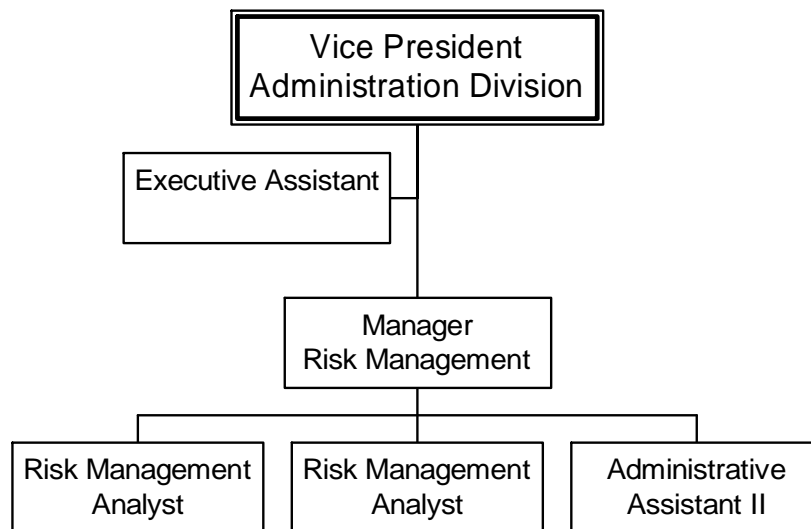 Vice President
Administration Division
Executive Assistant
Manager
Risk Management
Risk Management
Analyst
Risk Management
Analyst
Administrative
Assistant II